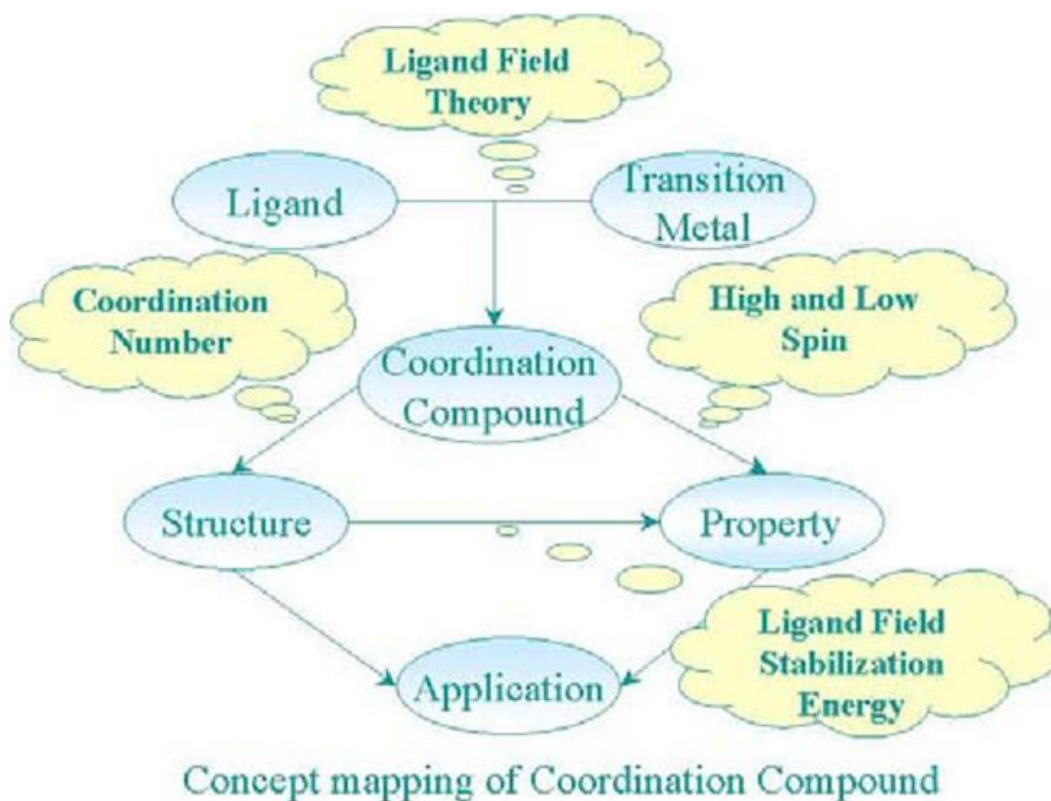 Ligand Field
Theory
Ligand
Transition
Metal
Coordination
Number
High and Low
Spin
Coordination
Compound
Structure
Property
Ligand Field
Stabilization
Energy
Application
Concept mapping of Coordination Compound